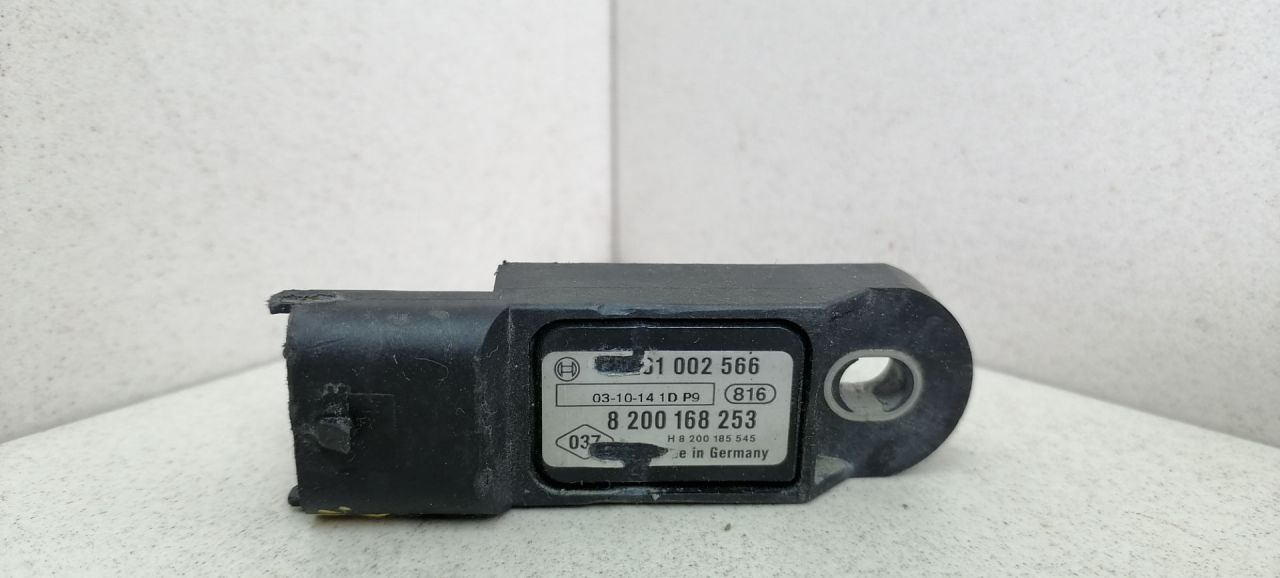 61 002 566
03-10-14 1D P9 816
8 200 168 253
037 H 8 200 185 545
in Germany